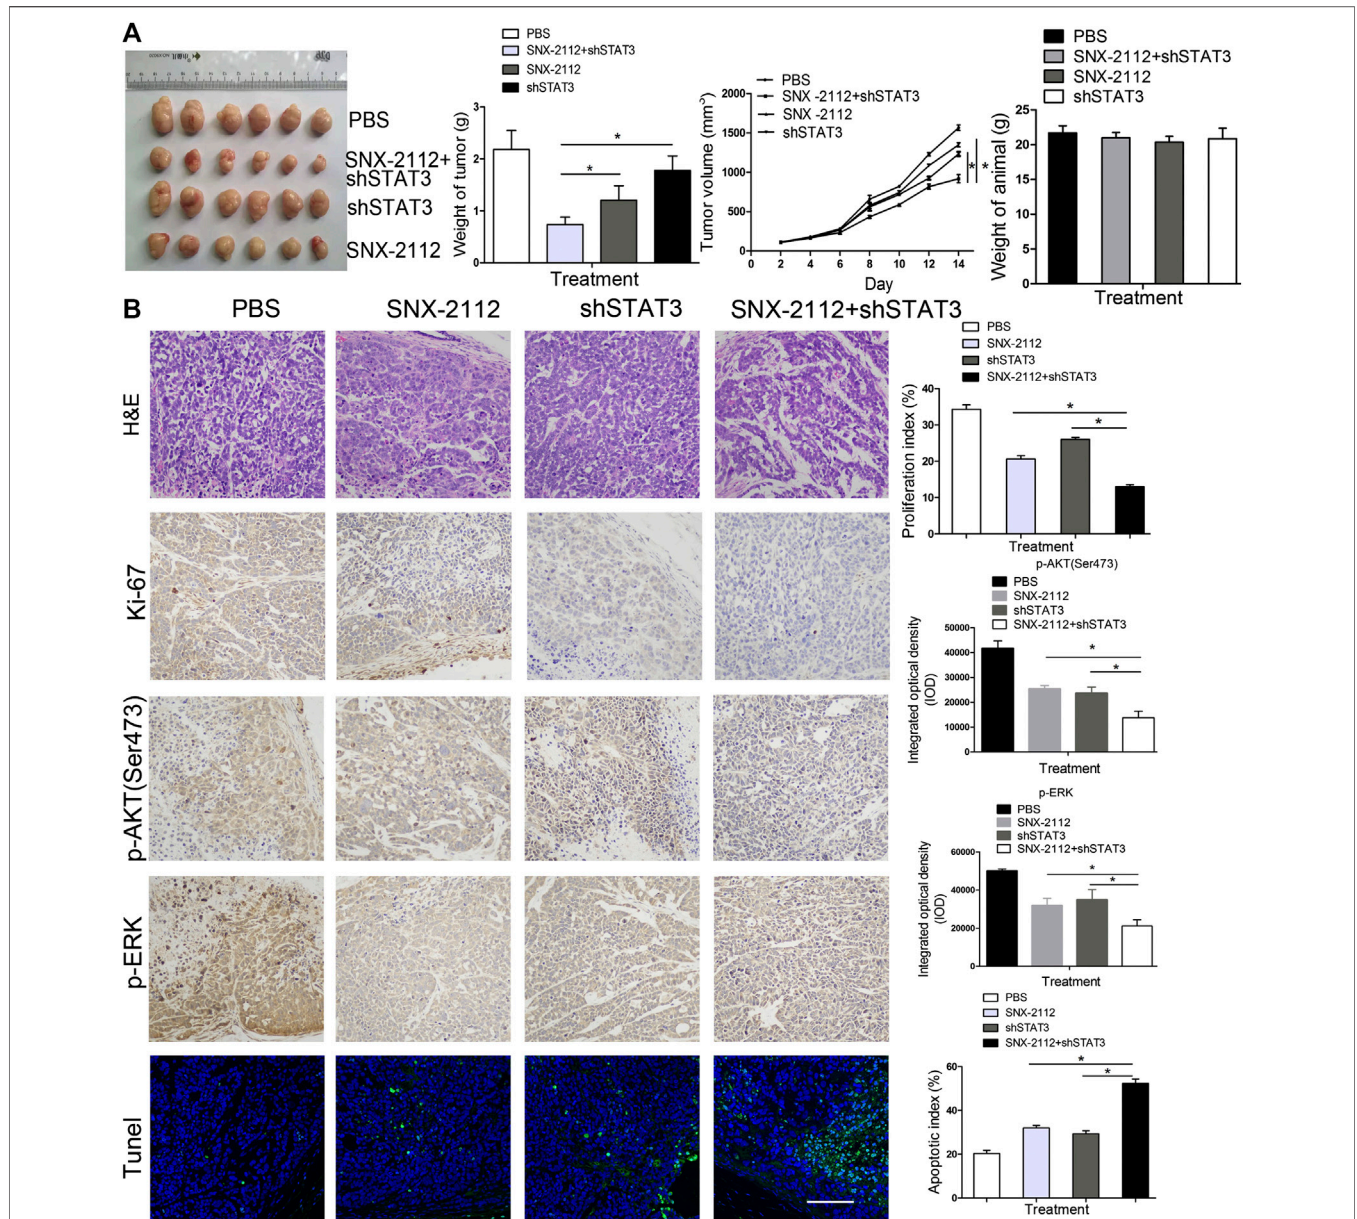 A
PBS
SNX-2112+
shSTAT3
shSTAT3
SNX-2112
PBS
SNX-2112+shSTAT3
SNX-2112
shSTAT3
Weight of tumor (g)
3
2
1
0
* *
Treatment
PBS
SNX -2112+shSTAT3
SNX -2112
shSTAT3
Tumor volume (mm³)
2000
1500
1000
500
0
0 2 4 6 8 10 12 14
Day
* *
PBS
SNX-2112+shSTAT3
SNX-2112
shSTAT3
Weight of animal (g)
25
20
15
10
5
0
Treatment
B
PBS SNX-2112 shSTAT3 SNX-2112+shSTAT3
H&E
Ki-67
p-AKT(Ser473)
p-ERK
Tunel
PBS
SNX-2112
shSTAT3
SNX-2112+shSTAT3
Proliferation index (%)
40
30
20
10
0
*
*
Treatment
p-AKT(Ser473)
PBS
SNX-2112
shSTAT3
SNX-2112+shSTAT3
Integrated optical density
(IOD)
50000
40000
30000
20000
10000
0
*
*
Treatment
p-ERK
PBS
SNX-2112
shSTAT3
SNX-2112+shSTAT3
Integrated optical density
(IOD)
60000
40000
20000
0
*
*
Treatment
PBS
SNX-2112
shSTAT3
SNX-2112+shSTAT3
Apoptotic index (%)
60
40
20
0
*
*
Treatment